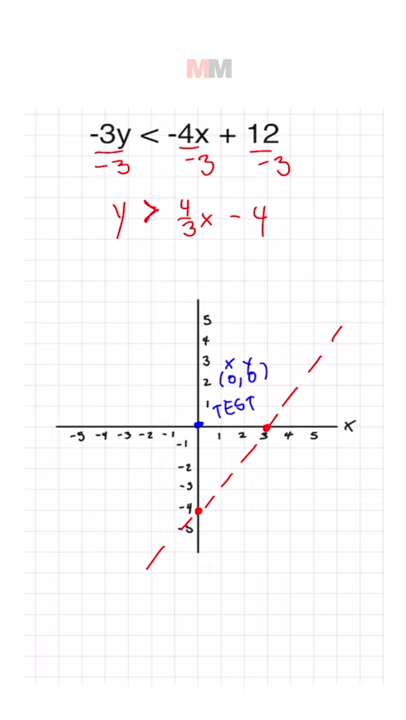 MM
-3y < -4x + 12
-3 -3 -3
y > 4/3x - 4
5
4
3
2
1
x y
(0,0)
TEST
-5 -4 -3 -2 -1 1 2 3 4 5 x
-1
-2
-3
-4
-5